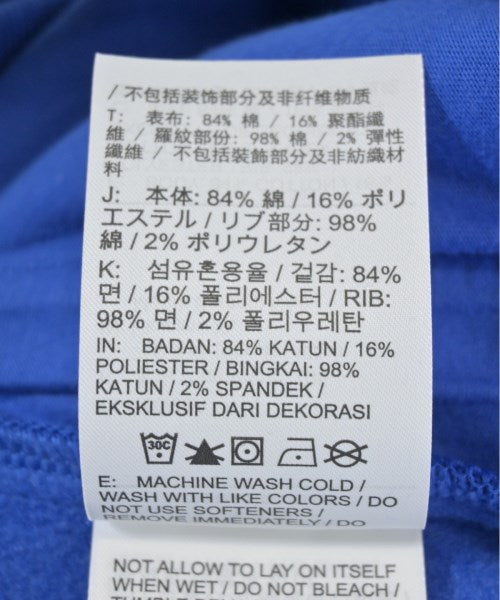 / 不包括装饰部分及非纤维物质
T: 表布: 84% 棉 / 16% 聚酯纖
維 / 羅紋部份: 98% 棉 / 2% 彈性
纖維 / 不包括裝飾部分及非紡織材
料
J: 本体: 84% 綿 / 16% ポリ
エステル / リブ部分: 98%
綿 / 2% ポリウレタン
K: 섬유혼용율 / 겉감: 84%
면 / 16% 폴리에스터 / RIB:
98% 면 / 2% 폴리우레탄
IN: BADAN: 84% KATUN / 16%
POLIESTER / BINGKAI: 98%
KATUN / 2% SPANDEK /
EKSKLUSIF DARI DEKORASI
30C
E: MACHINE WASH COLD /
WASH WITH LIKE COLORS / DO
NOT USE SOFTENERS /
REMOVE IMMEDIATELY / DO
NOT ALLOW TO LAY ON ITSELF
WHEN WET / DO NOT BLEACH /